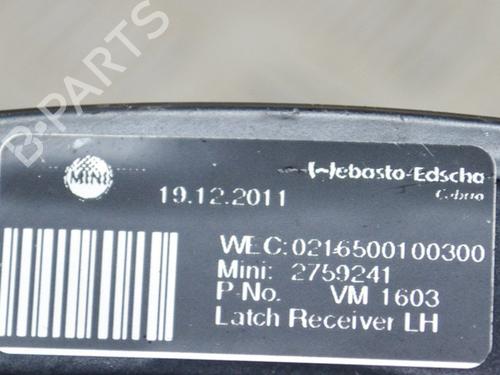 B-PARTS
MINI
Webasto-Edscha
Cabrio
19.12.2011
WEC:0216500100300
Mini: 2759241
P-No. VM 1603
Latch Receiver LH